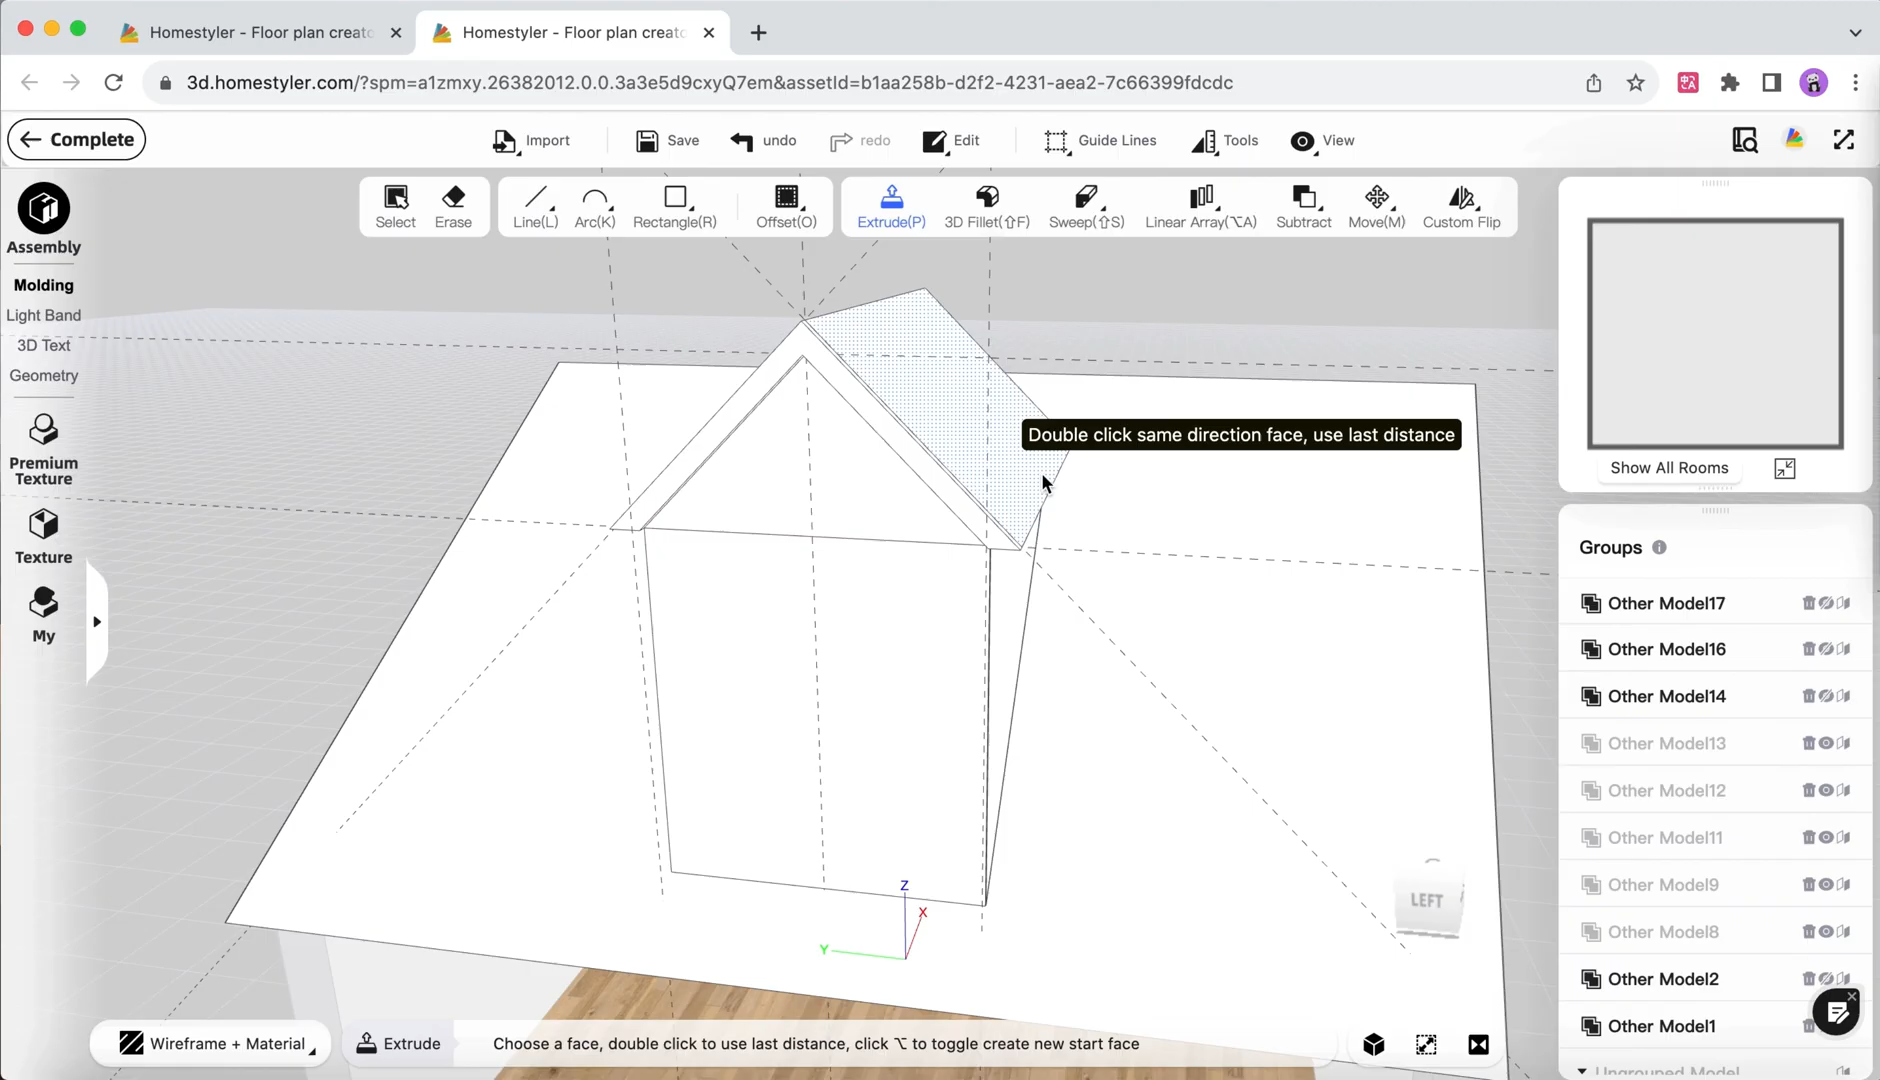 Homestyler - Floor plan creato
Homestyler - Floor plan creato
3d.homestyler.com/?spm=a1zmxy.26382012.0.0.3a3e5d9cxyQ7em&assetId=b1aa258b-d2f2-4231-aea2-7c66399fdcdc
Complete
Import
Save
undo
redo
Edit
Guide Lines
Tools
View
Select
Erase
Line(L)
Arc(K)
Rectangle(R)
Offset(O)
Extrude(P)
3D Fillet(⇧F)
Sweep(⇧S)
Linear Array(⌥A)
Subtract
Move(M)
Custom Flip
Assembly
Molding
Light Band
3D Text
Geometry
Premium
Texture
Texture
My
Double click same direction face, use last distance
Show All Rooms
Groups
Other Model17
Other Model16
Other Model14
Other Model13
Other Model12
Other Model11
Other Model9
Other Model8
Other Model2
Other Model1
Ungrouped Model
LEFT
Z
X
Y
Wireframe + Material
Extrude
Choose a face, double click to use last distance, click ⌥ to toggle create new start face